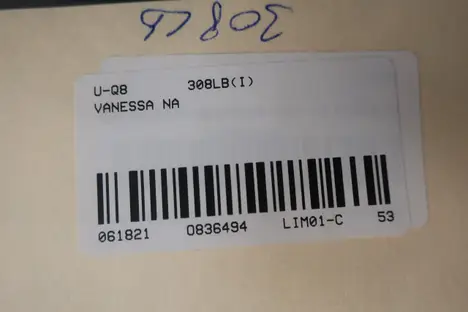 308LB
U-Q8 308LB(I)
VANESSA NA
061821 0836494 LIM01-C 53